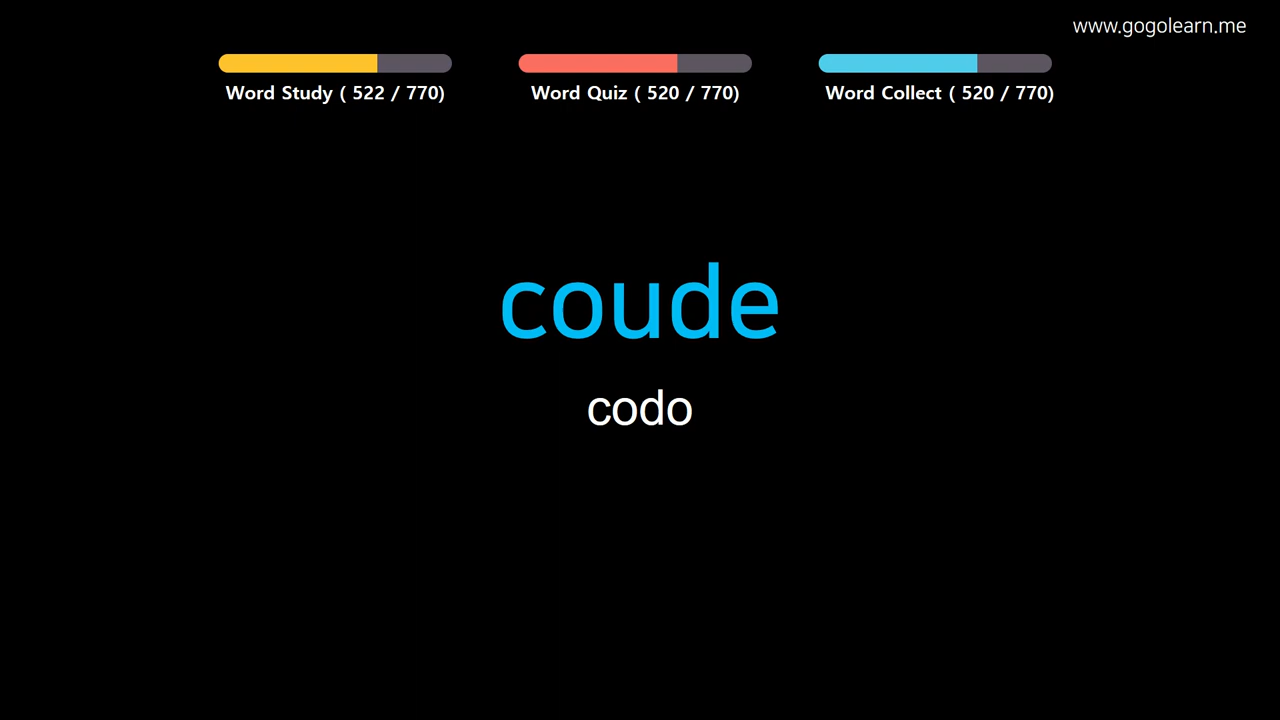 www.gogolearn.me
Word Study ( 522 / 770)
Word Quiz ( 520 / 770)
Word Collect ( 520 / 770)
coude
codo